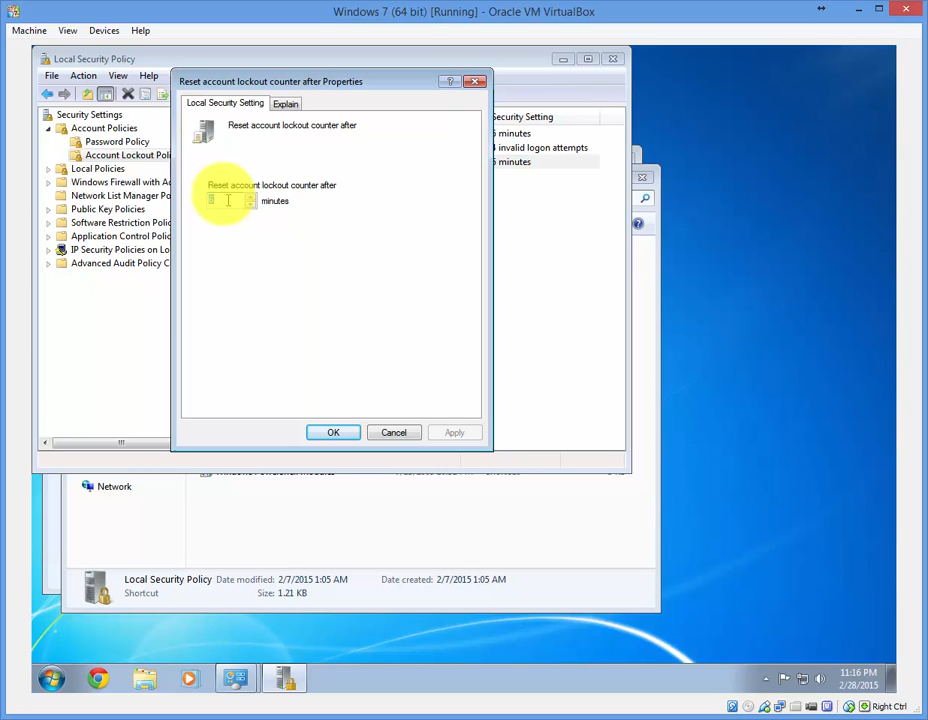 Windows 7 (64 bit) [Running] - Oracle VM VirtualBox
Machine View Devices Help
Local Security Policy
File Action View Help
Security Settings
Account Policies
Password Policy
Account Lockout Poli
Local Policies
Windows Firewall with Ad
Network List Manager Po
Public Key Policies
Software Restriction Polic
Application Control Polic
IP Security Policies on Lo
Advanced Audit Policy C
Security Setting
minutes
invalid logon attempts
minutes
Reset account lockout counter after Properties
Local Security Setting Explain
Reset account lockout counter after
Reset account lockout counter after
minutes
OK Cancel Apply
Network
Local Security Policy Date modified: 2/7/2015 1:05 AM Date created: 2/7/2015 1:05 AM
Shortcut Size: 1.21 KB
11:16 PM
2/28/2015
Right Ctrl